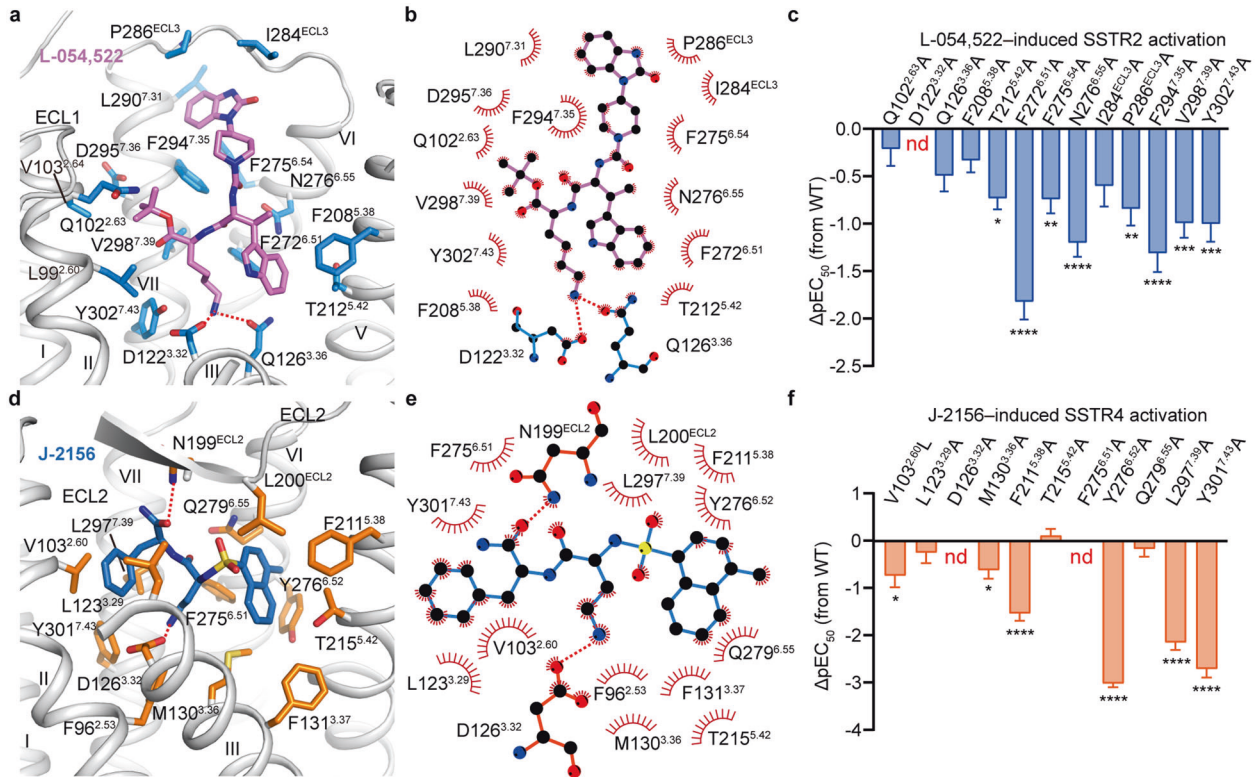 a
P286ECL3
I284ECL3
L-054,522
L2907.31
ECL1
D2957.36
F2947.35
VI
V1032.64
F2756.54
N2766.55
Q1022.63
F2085.38
V2987.39
F2726.51
L992.60
VII
Y3027.43
T2125.42
V
D1223.32
I
II
III
Q1263.36
b
L2907.31
P286ECL3
I284ECL3
D2957.36
F2947.35
Q1022.63
F2756.54
V2987.39
N2766.55
Y3027.43
F2726.51
F2085.38
T2125.42
D1223.32
Q1263.36
c
L-054,522–induced SSTR2 activation
Q1022.63A
D1223.32A
Q1263.36A
F2085.38A
T2125.42A
F2726.51A
F2756.54A
N2766.55A
I284ECL3A
P286ECL3A
F2947.35A
V2987.39A
Y3027.43A
ΔpEC50 (from WT)
0.0
-0.5
-1.0
-1.5
-2.0
-2.5
nd
*
****
**
****
**
****
***
***
d
ECL2
N199ECL2
VI
J-2156
VII
L200ECL2
ECL2
Q2796.55
L2977.39
F2115.38
V1032.60
Y2766.52
L1233.29
F2756.51
Y3017.43
T2155.42
II
D1263.32
M1303.36
F1313.37
F962.53
I
III
e
N199ECL2
F2756.51
L200ECL2
F2115.38
L2977.39
Y3017.43
Y2766.52
V1032.60
Q2796.55
L1233.29
F962.53
F1313.37
D1263.32
M1303.36
T2155.42
f
J-2156–induced SSTR4 activation
V1032.60L
L1233.29A
D1263.32A
M1303.36A
F2115.38A
T2155.42A
F2756.51A
Y2766.52A
Q2796.55A
L2977.39A
Y3017.43A
ΔpEC50 (from WT)
1
0
-1
-2
-3
-4
*
nd
*
****
nd
****
****
****